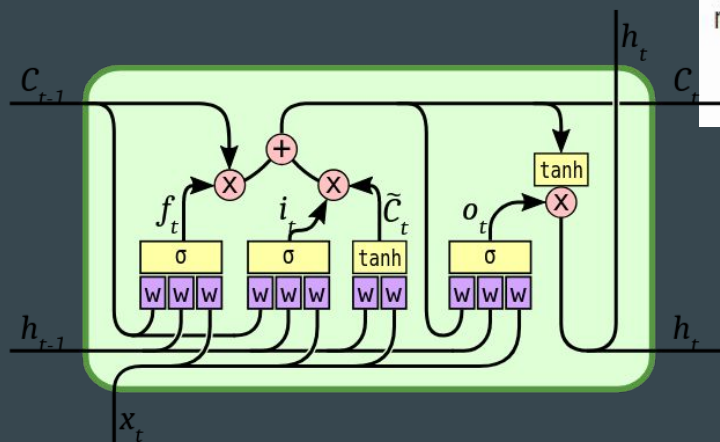 h_t
C_{t-1} C_t
+
tanh
x x x
f_t i_t C̃_t o_t
σ σ tanh σ
w w w w w w w w w w w
h_{t-1} h_t
x_t